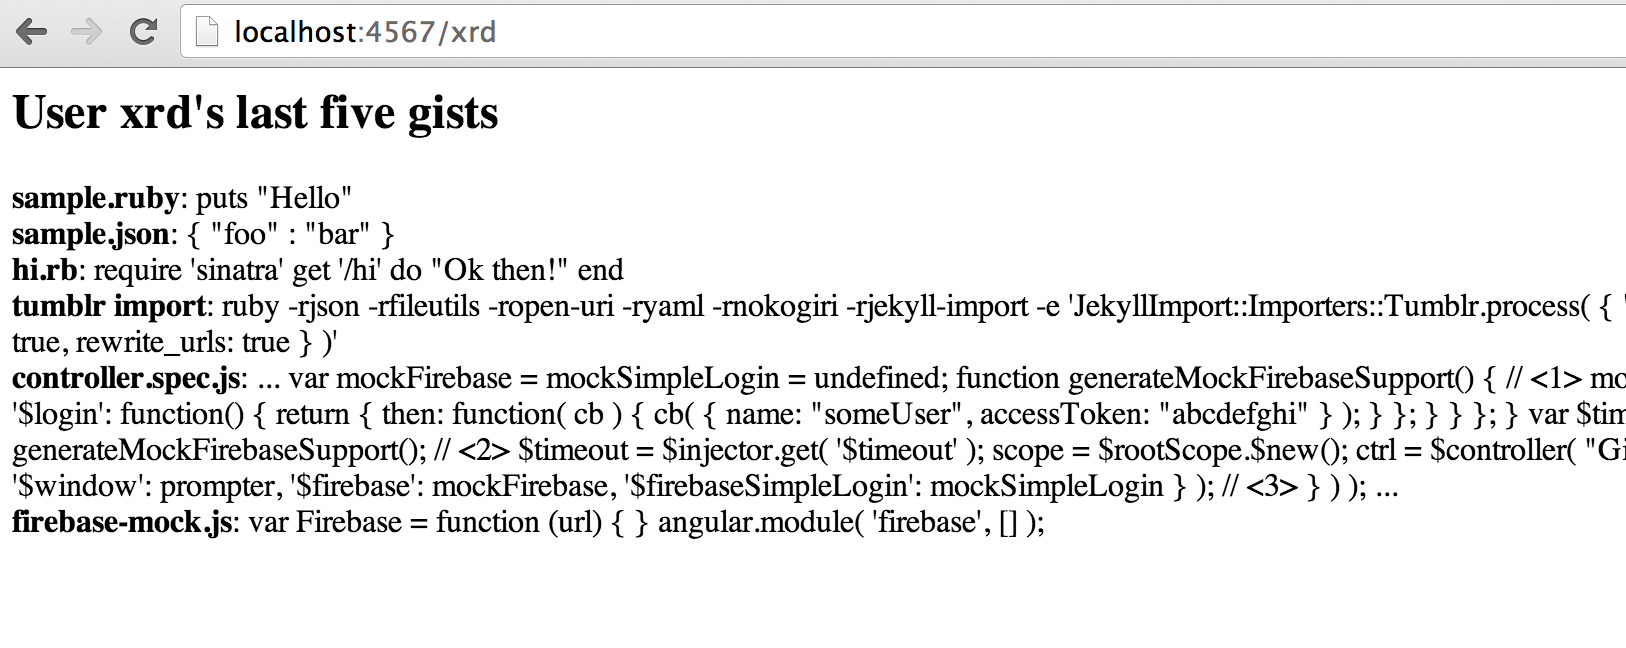 localhost:4567/xrd
User xrd's last five gists
sample.ruby: puts "Hello"
sample.json: { "foo" : "bar" }
hi.rb: require 'sinatra' get '/hi' do "Ok then!" end
tumblr import: ruby -rjson -rfileutils -ropen-uri -ryaml -rnokogiri -rjekyll-import -e 'JekyllImport::Importers::Tumblr.process( { '
true, rewrite_urls: true } )'
controller.spec.js: ... var mockFirebase = mockSimpleLogin = undefined; function generateMockFirebaseSupport() { // <1> mo
'$login': function() { return { then: function( cb ) { cb( { name: "someUser", accessToken: "abcdefghi" } ); } }; } } }; } var $tim
generateMockFirebaseSupport(); // <2> $timeout = $injector.get( '$timeout' ); scope = $rootScope.$new(); ctrl = $controller( "Gi
'$window': prompter, '$firebase': mockFirebase, '$firebaseSimpleLogin': mockSimpleLogin } ); // <3> } ) ); ...
firebase-mock.js: var Firebase = function (url) { } angular.module( 'firebase', [] );